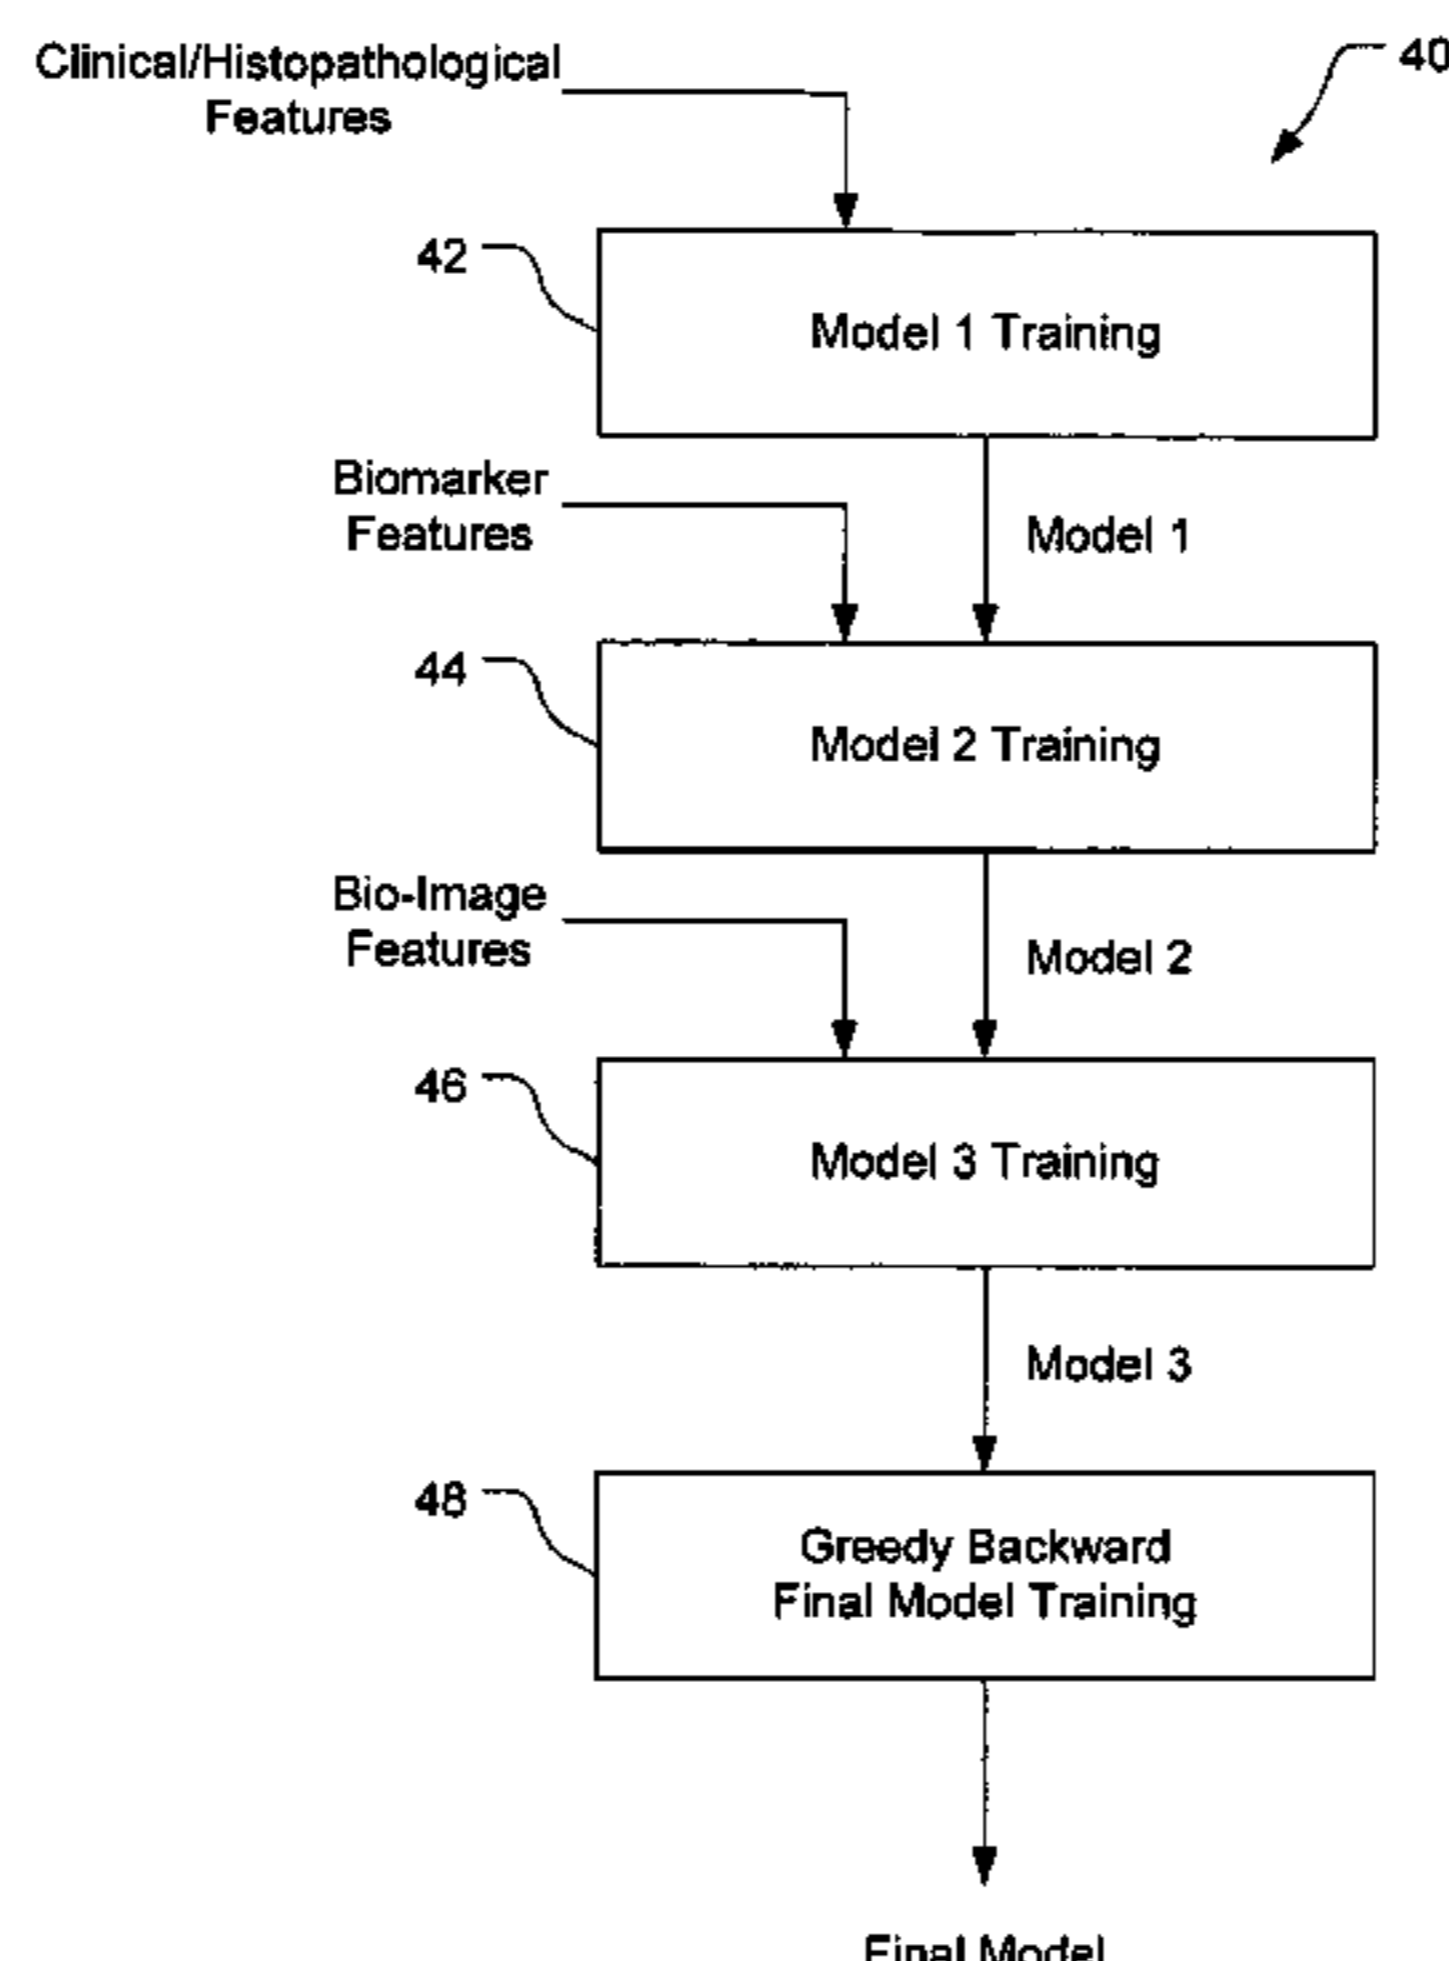 Clinical/Histopathological
Features
40
42
Model 1 Training
Biomarker
Features
Model 1
44
Model 2 Training
Bio-Image
Features
Model 2
46
Model 3 Training
Model 3
48
Greedy Backward
Final Model Training
Final Model